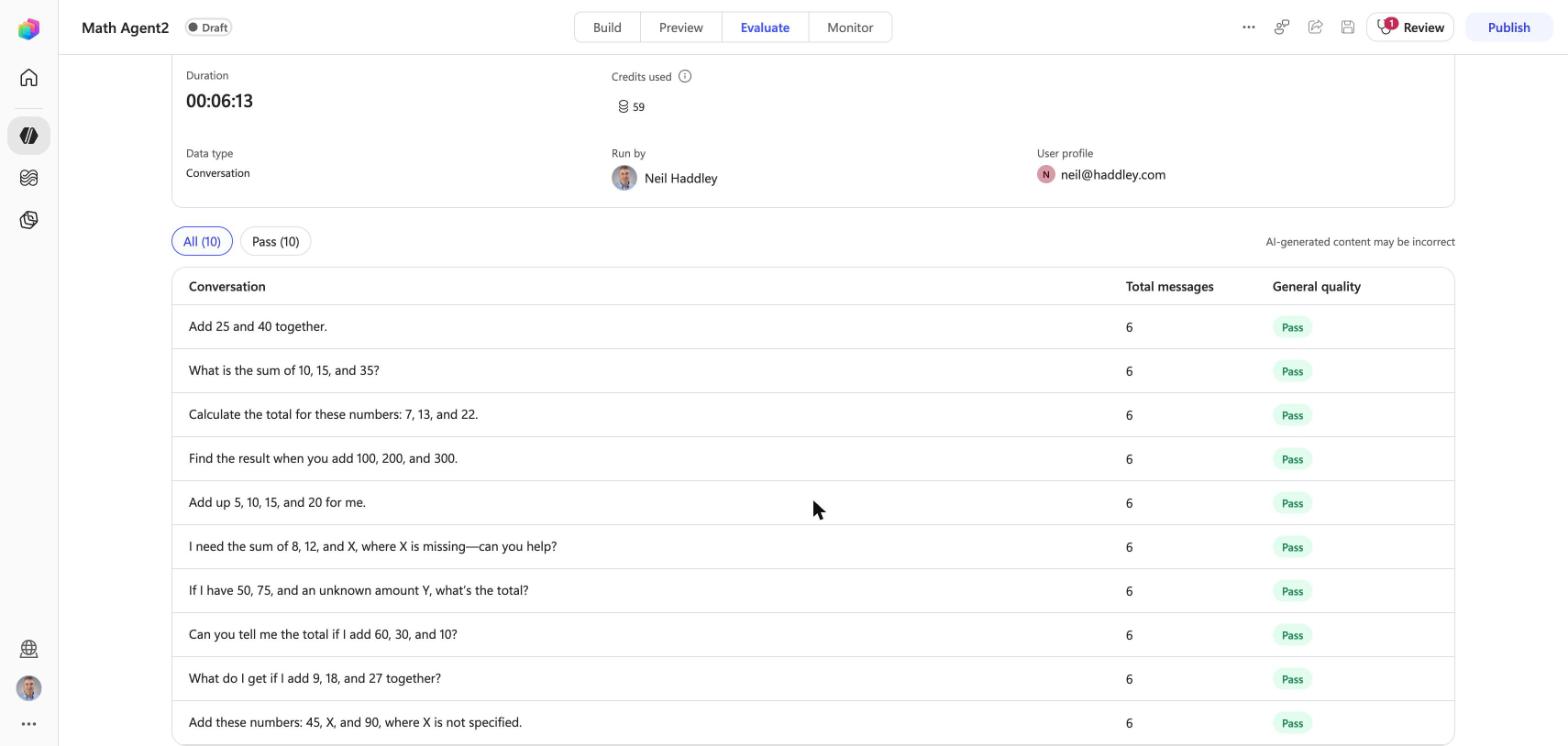 Math Agent2
Draft
Build
Preview
Evaluate
Monitor
1
Review
Publish
Duration
00:06:13
Credits used
59
Data type
Conversation
Run by
Neil Haddley
User profile
N neil@haddley.com
All (10)
Pass (10)
AI-generated content may be incorrect
Conversation Total messages General quality
Add 25 and 40 together. 6 Pass
What is the sum of 10, 15, and 35? 6 Pass
Calculate the total for these numbers: 7, 13, and 22. 6 Pass
Find the result when you add 100, 200, and 300. 6 Pass
Add up 5, 10, 15, and 20 for me. 6 Pass
I need the sum of 8, 12, and X, where X is missing—can you help? 6 Pass
If I have 50, 75, and an unknown amount Y, what's the total? 6 Pass
Can you tell me the total if I add 60, 30, and 10? 6 Pass
What do I get if I add 9, 18, and 27 together? 6 Pass
Add these numbers: 45, X, and 90, where X is not specified. 6 Pass